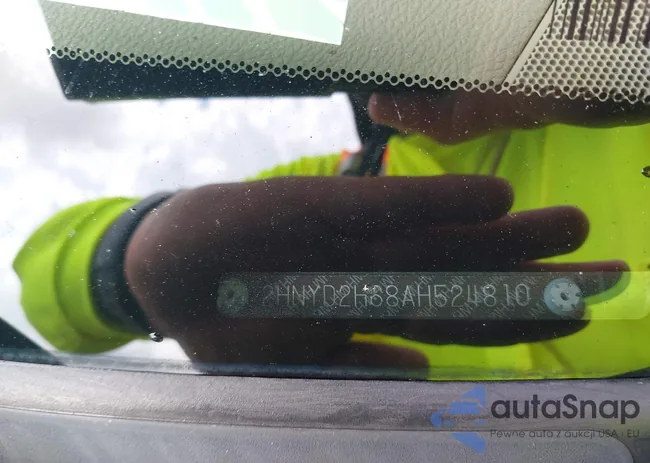 2HNYD2H68AH524810
autaSnap
Pewne auta z aukcji USA i EU